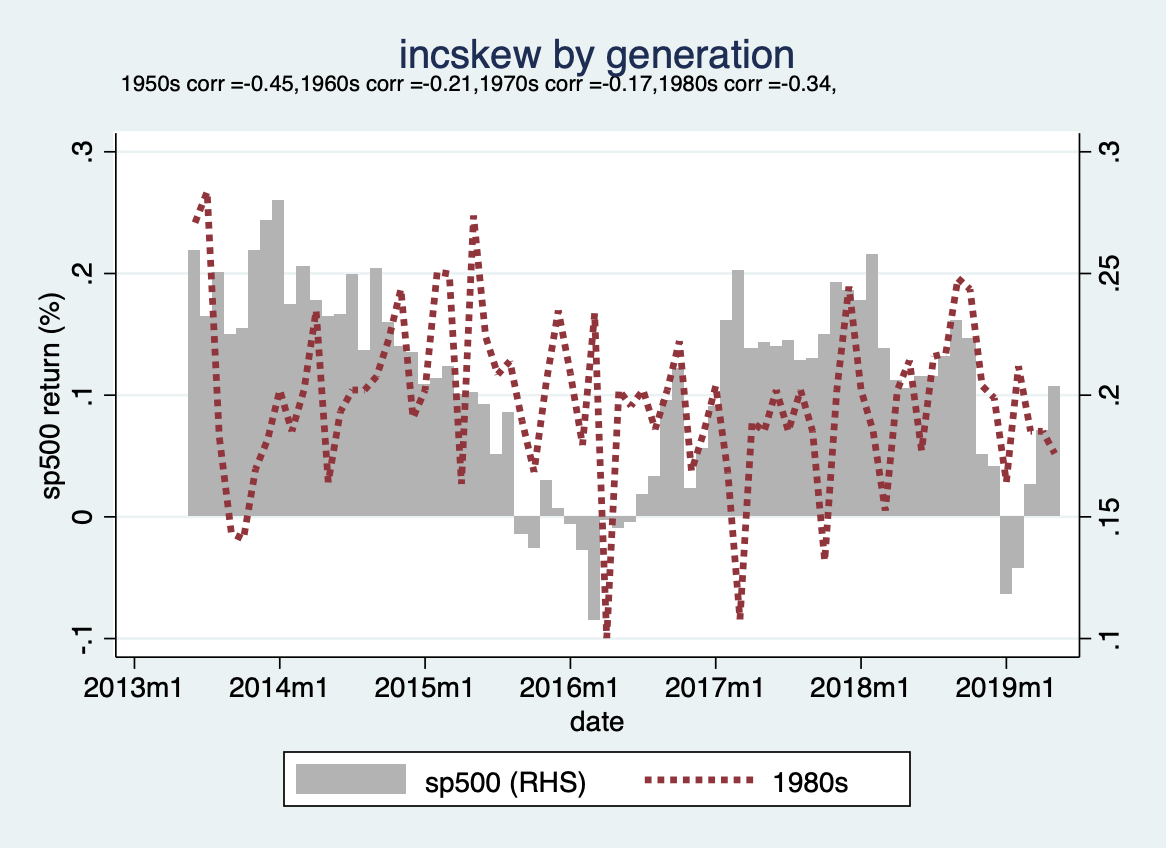 incskew by generation
1950s corr =-0.45,1960s corr =-0.21,1970s corr =-0.17,1980s corr =-0.34,
sp500 return (%)
.3
.2
.1
0
-.1
.3
.25
.2
.15
.1
2013m1 2014m1 2015m1 2016m1 2017m1 2018m1 2019m1
date
sp500 (RHS) 1980s